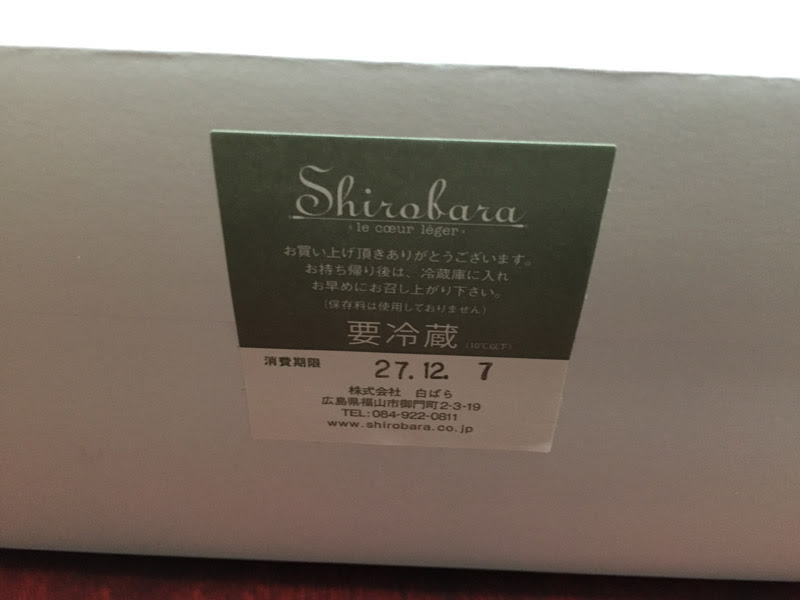 Shirobara
・le cœur léger・
お買い上げ頂きありがとうございます。
お持ち帰り後は、冷蔵庫に入れ
お早めにお召し上がり下さい。
(保存料は使用しておりません)
要冷蔵 (10℃以下)
消費期限 27.12. 7
株式会社 白ばら
広島県福山市御門町2-3-19
TEL:084-922-0811
www.shirobara.co.jp